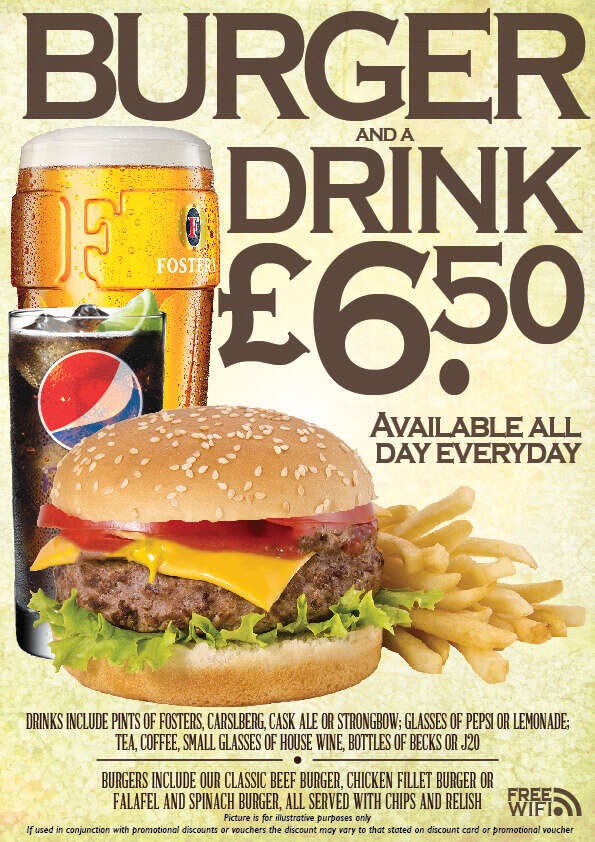 BURGER
AND A
DRINK
£6.50
F
FOSTER'S
AVAILABLE ALL
DAY EVERYDAY
DRINKS INCLUDE PINTS OF FOSTERS, CARSLBERG, CASK ALE OR STRONGBOW; GLASSES OF PEPSI OR LEMONADE;
TEA, COFFEE, SMALL GLASSES OF HOUSE WINE, BOTTLES OF BECKS OR J20
BURGERS INCLUDE OUR CLASSIC BEEF BURGER, CHICKEN FILLET BURGER OR
FALAFEL AND SPINACH BURGER, ALL SERVED WITH CHIPS AND RELISH
FREE
WIFI
Picture is for illustrative purposes only
If used in conjunction with promotional discounts or vouchers the discount may vary to that stated on discount card or promotional voucher